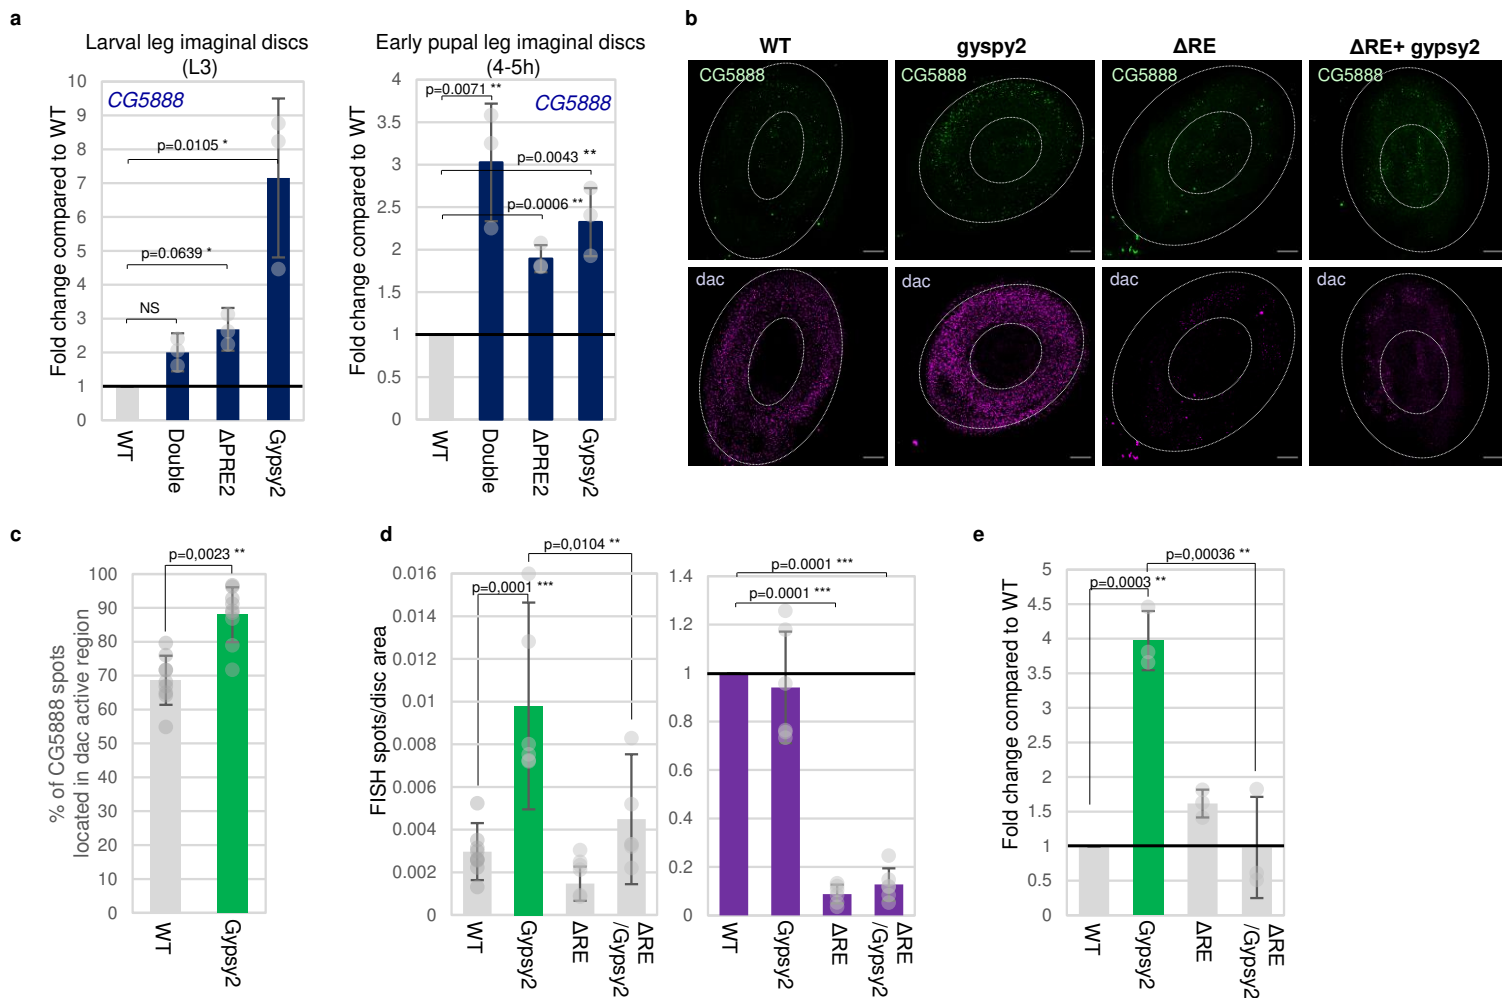 a
Larval leg imaginal discs
(L3)
Fold change compared to WT
10
9
8
7
6
5
4
3
2
1
0
CG5888
p=0.0105 *
p=0.0639 *
NS
WT
Double
ΔPRE2
Gypsy2
Early pupal leg imaginal discs
(4-5h)
Fold change compared to WT
4
3.5
3
2.5
2
1.5
1
0.5
0
p=0.0071 **
CG5888
p=0.0043 **
p=0.0006 **
WT
Double
ΔPRE2
Gypsy2
b
WT
gyspy2
ΔRE
ΔRE+ gypsy2
CG5888
CG5888
CG5888
CG5888
dac
dac
dac
dac
c
% of CG5888 spots
located in dac active region
p=0,0023 **
100
90
80
70
60
50
40
30
20
10
0
WT
Gypsy2
d
FISH spots/disc area
p=0,0104 **
p=0,0001 ***
0.016
0.014
0.012
0.01
0.008
0.006
0.004
0.002
0
WT
Gypsy2
ΔRE
ΔRE
/Gypsy2
p=0.0001 ***
p=0.0001 ***
1.4
1.2
1
0.8
0.6
0.4
0.2
0
WT
Gypsy2
ΔRE
ΔRE
/Gypsy2
e
Fold change compared to WT
p=0,00036 **
p=0,0003 **
5
4.5
4
3.5
3
2.5
2
1.5
1
0.5
0
WT
Gypsy2
ΔRE
ΔRE
/Gypsy2